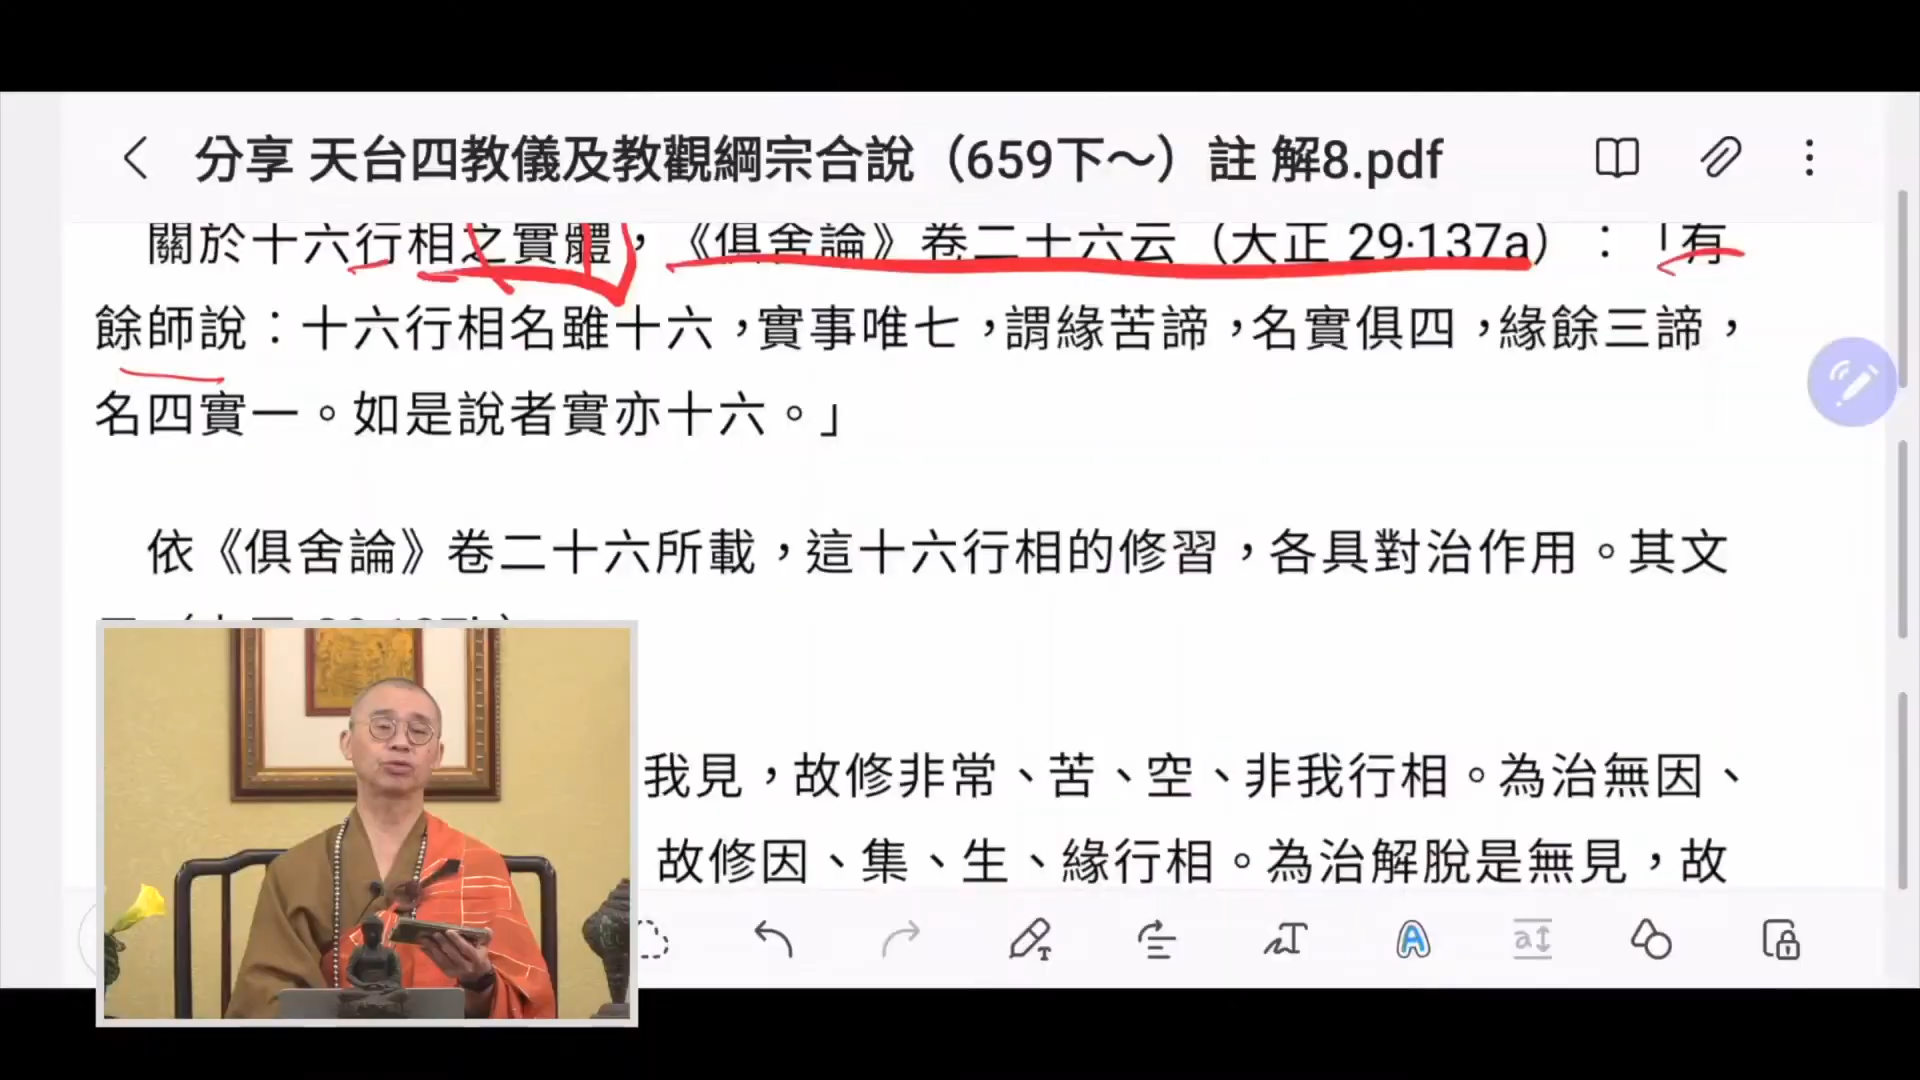 分享 天台四教儀及教觀綱宗合說（659下～）註 解8.pdf
關於十六行相之實體，《俱舍論》卷二十六云（大正 29·137a）：「有
餘師說：十六行相名雖十六，實事唯七，謂緣苦諦，名實俱四，緣餘三諦，
名四實一。如是說者實亦十六。」
依《俱舍論》卷二十六所載，這十六行相的修習，各具對治作用。其文
我見，故修非常、苦、空、非我行相。為治無因、
故修因、集、生、緣行相。為治解脫是無見，故